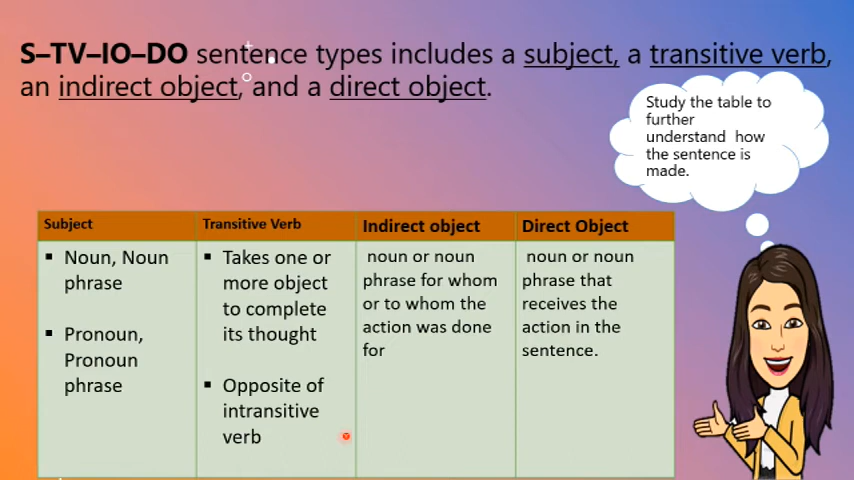 S–TV–IO–DO sentence types includes a subject, a transitive verb,
an indirect object, and a direct object.
Study the table to
further
understand how
the sentence is
made.
Subject
Transitive Verb
Indirect object
Direct Object
Noun, Noun
phrase
Pronoun,
Pronoun
phrase
Takes one or
more object
to complete
its thought
Opposite of
intransitive
verb
noun or noun
phrase for whom
or to whom the
action was done
for
noun or noun
phrase that
receives the
action in the
sentence.